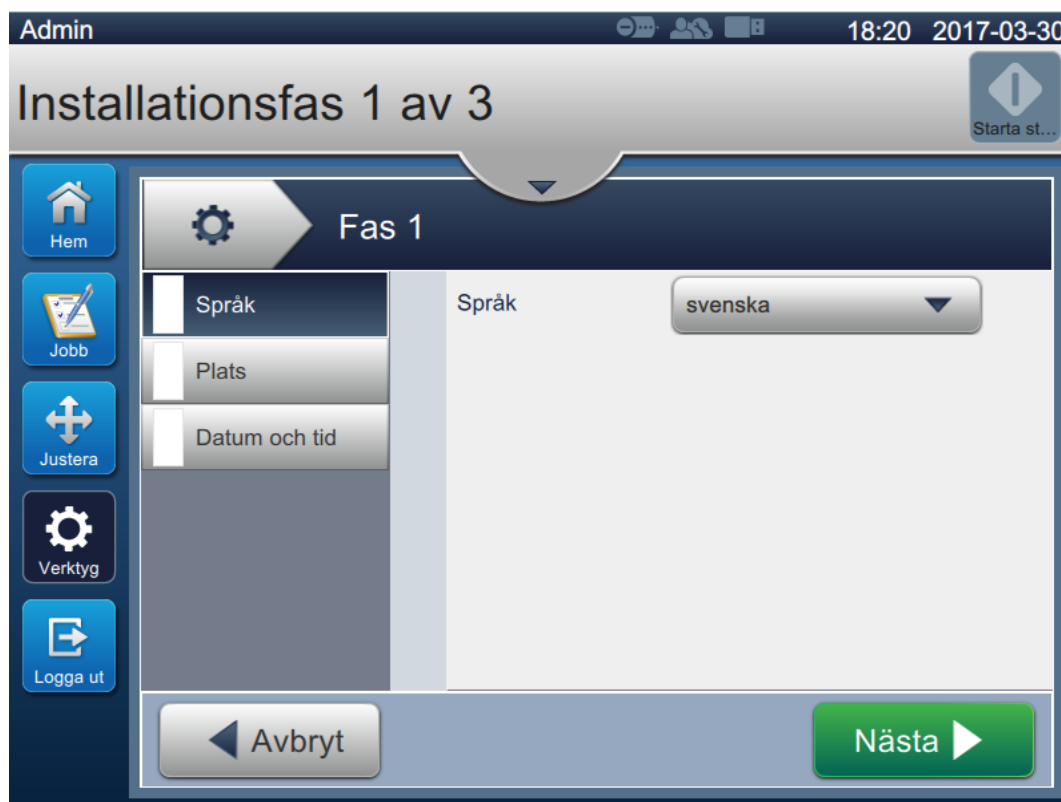 Admin
18:20 2017-03-30
Installationsfas 1 av 3
Starta st...
Hem
Jobb
Justera
Verktyg
Logga ut
Fas 1
Språk
Plats
Datum och tid
Språk
svenska
Avbryt
Nästa